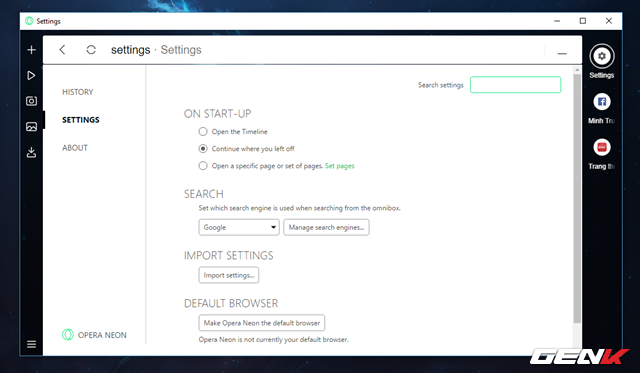 Settings
settings · Settings
Search settings
HISTORY
SETTINGS
ABOUT
ON START-UP
Open the Timeline
Continue where you left off
Open a specific page or set of pages. Set pages
SEARCH
Set which search engine is used when searching from the omnibox.
Google
Manage search engines...
IMPORT SETTINGS
Import settings...
DEFAULT BROWSER
Make Opera Neon the default browser
Opera Neon is not currently your default browser.
OPERA NEON
Settings
Minh Tru
Trang th
GENK